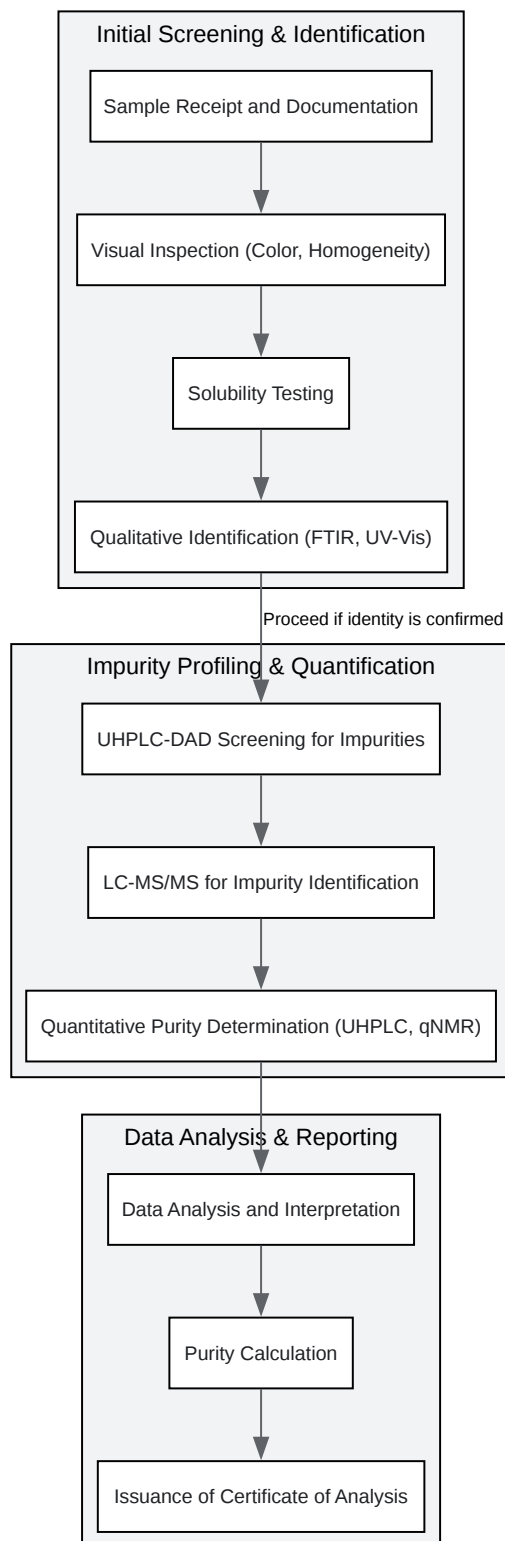 Initial Screening & Identification
Sample Receipt and Documentation
Visual Inspection (Color, Homogeneity)
Solubility Testing
Qualitative Identification (FTIR, UV-Vis)
Proceed if identity is confirmed
Impurity Profiling & Quantification
UHPLC-DAD Screening for Impurities
LC-MS/MS for Impurity Identification
Quantitative Purity Determination (UHPLC, qNMR)
Data Analysis & Reporting
Data Analysis and Interpretation
Purity Calculation
Issuance of Certificate of Analysis